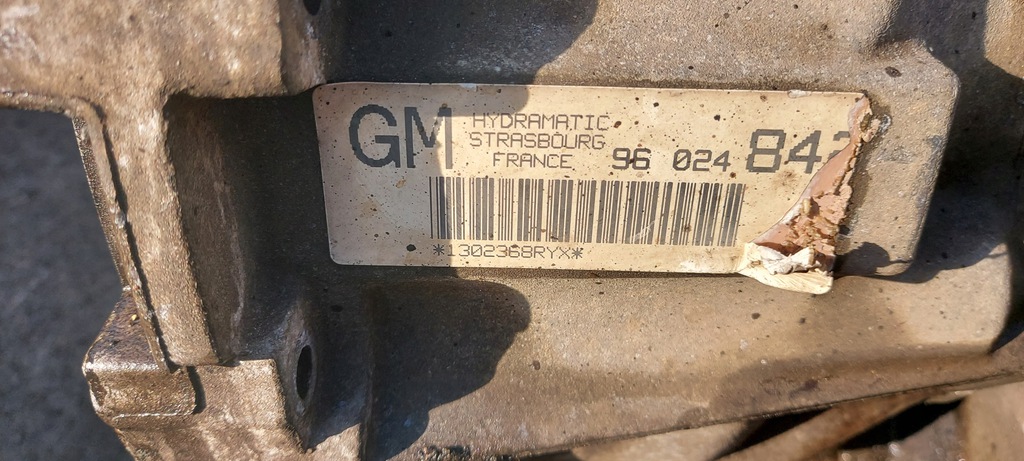 GM
HYDRAMATIC
STRASBOURG
FRANCE
96 024 84
*1302368RYX*